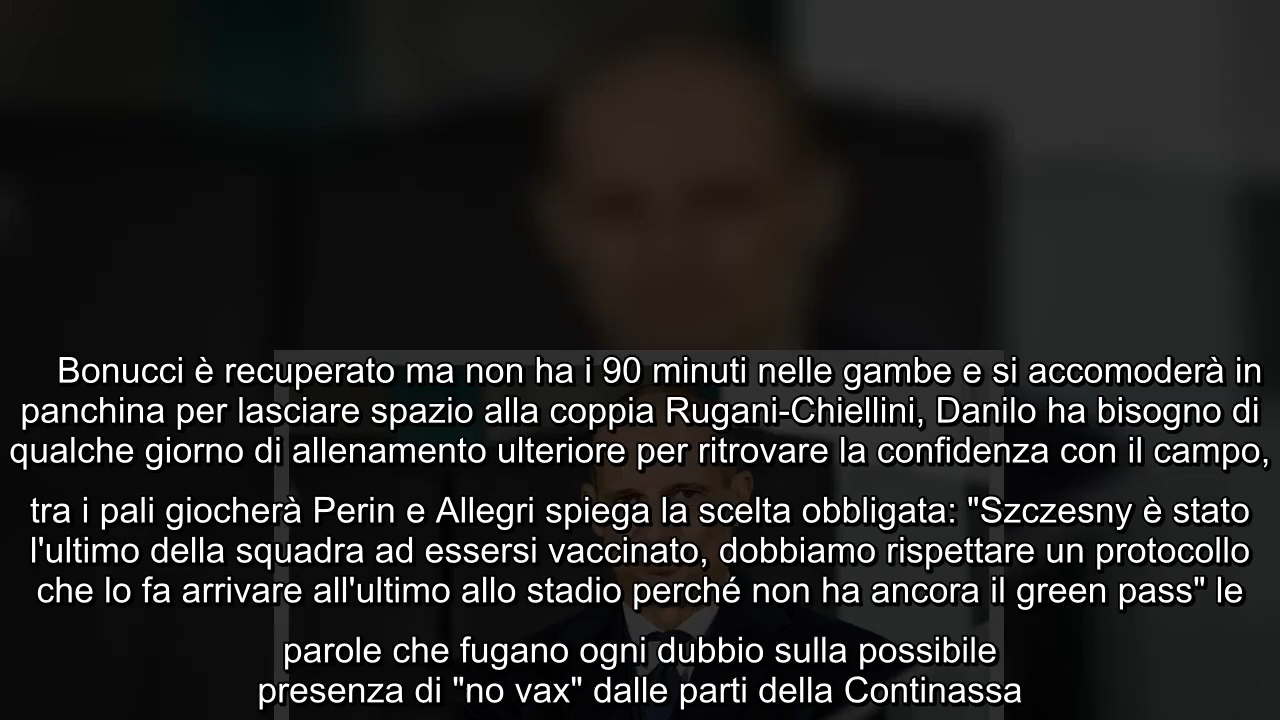 Bonucci è recuperato ma non ha i 90 minuti nelle gambe e si accomoderà in
panchina per lasciare spazio alla coppia Rugani-Chiellini, Danilo ha bisogno di
qualche giorno di allenamento ulteriore per ritrovare la confidenza con il campo,
tra i pali giocherà Perin e Allegri spiega la scelta obbligata: "Szczesny è stato
l'ultimo della squadra ad essersi vaccinato, dobbiamo rispettare un protocollo
che lo fa arrivare all'ultimo allo stadio perché non ha ancora il green pass" le
parole che fugano ogni dubbio sulla possibile
presenza di "no vax" dalle parti della Continassa